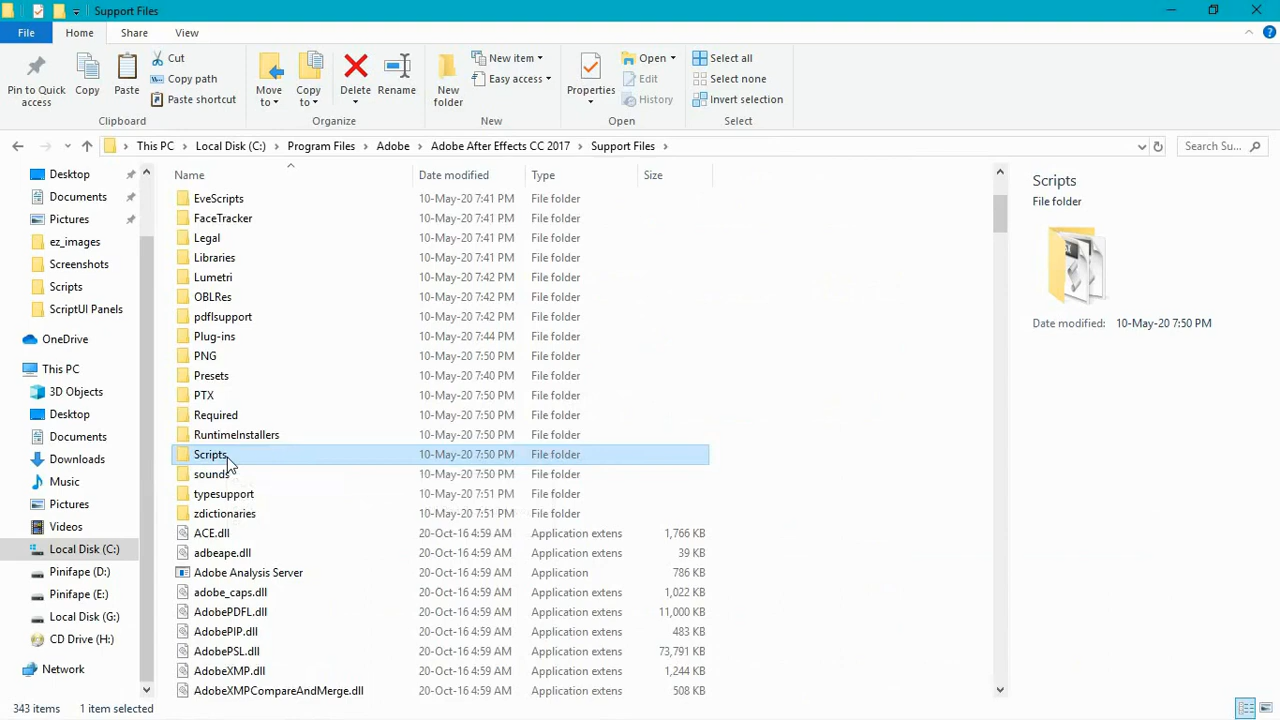 Support Files
File Home Share View
Pin to Quick access
Copy
Paste
Cut
Copy path
Paste shortcut
Clipboard
Move to
Copy to
Delete
Rename
Organize
New folder
New item
Easy access
New
Properties
Open
Edit
History
Open
Select all
Select none
Invert selection
Select
This PC > Local Disk (C:) > Program Files > Adobe > Adobe After Effects CC 2017 > Support Files >
Search Su...
Desktop
Documents
Pictures
ez_images
Screenshots
Scripts
ScriptUI Panels
OneDrive
This PC
3D Objects
Desktop
Documents
Downloads
Music
Pictures
Videos
Local Disk (C:)
Pinifape (D:)
Pinifape (E:)
Local Disk (G:)
CD Drive (H:)
Network
Name Date modified Type Size
EveScripts 10-May-20 7:41 PM File folder
FaceTracker 10-May-20 7:41 PM File folder
Legal 10-May-20 7:41 PM File folder
Libraries 10-May-20 7:41 PM File folder
Lumetri 10-May-20 7:42 PM File folder
OBLRes 10-May-20 7:42 PM File folder
pdflsupport 10-May-20 7:42 PM File folder
Plug-ins 10-May-20 7:44 PM File folder
PNG 10-May-20 7:50 PM File folder
Presets 10-May-20 7:40 PM File folder
PTX 10-May-20 7:50 PM File folder
Required 10-May-20 7:50 PM File folder
RuntimeInstallers 10-May-20 7:50 PM File folder
Scripts 10-May-20 7:50 PM File folder
sounds 10-May-20 7:50 PM File folder
typesupport 10-May-20 7:51 PM File folder
zdictionaries 10-May-20 7:51 PM File folder
ACE.dll 20-Oct-16 4:59 AM Application extens 1,766 KB
adbeape.dll 20-Oct-16 4:59 AM Application extens 39 KB
Adobe Analysis Server 20-Oct-16 4:59 AM Application 786 KB
adobe_caps.dll 20-Oct-16 4:59 AM Application extens 1,022 KB
AdobePDFL.dll 20-Oct-16 4:59 AM Application extens 11,000 KB
AdobePIP.dll 20-Oct-16 4:59 AM Application extens 483 KB
AdobePSL.dll 20-Oct-16 4:59 AM Application extens 73,791 KB
AdobeXMP.dll 20-Oct-16 4:59 AM Application extens 1,244 KB
AdobeXMPCompareAndMerge.dll 20-Oct-16 4:59 AM Application extens 508 KB
Scripts
File folder
Date modified: 10-May-20 7:50 PM
343 items 1 item selected